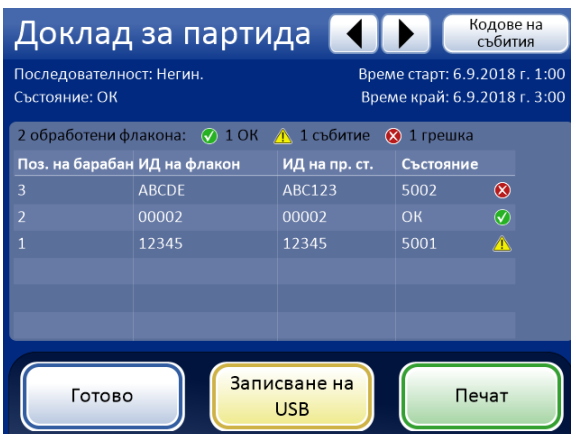 Доклад за партида
Кодове на
събития
Последователност: Негин. Време старт: 6.9.2018 г. 1:00
Състояние: ОК Време край: 6.9.2018 г. 3:00
2 обработени флакона: 1 ОК 1 събитие 1 грешка
Поз. на барабан ИД на флакон ИД на пр. ст. Състояние
3 ABCDE ABC123 5002
2 00002 00002 ОК
1 12345 12345 5001
Готово
Записване на
USB
Печат